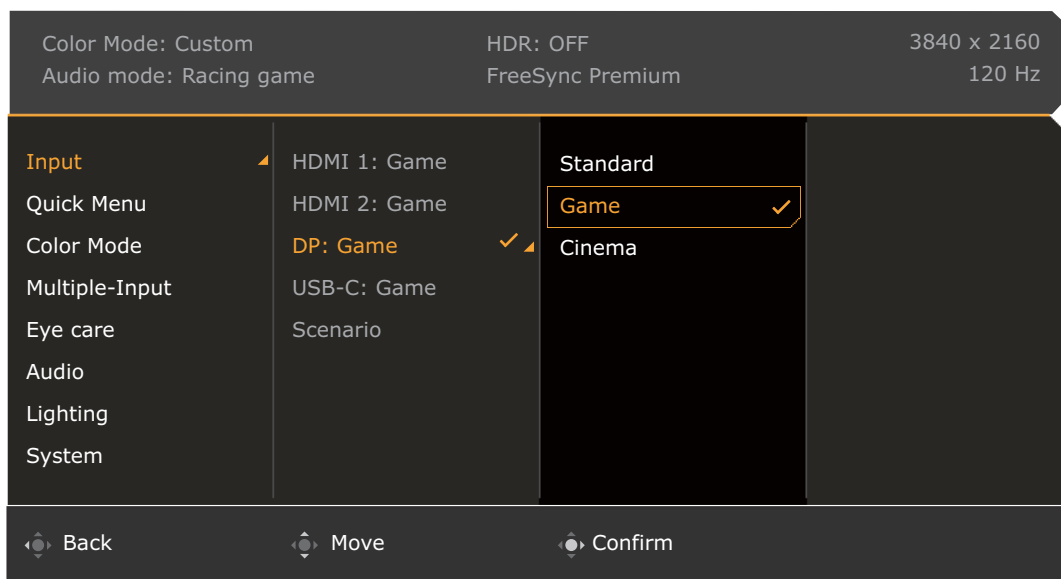 Color Mode: Custom
HDR: OFF
3840 x 2160
Audio mode: Racing game
FreeSync Premium
120 Hz
Input
Quick Menu
Color Mode
Multiple-Input
Eye care
Audio
Lighting
System
HDMI 1: Game
HDMI 2: Game
DP: Game
USB-C: Game
Scenario
Standard
Game
Cinema
Back
Move
Confirm